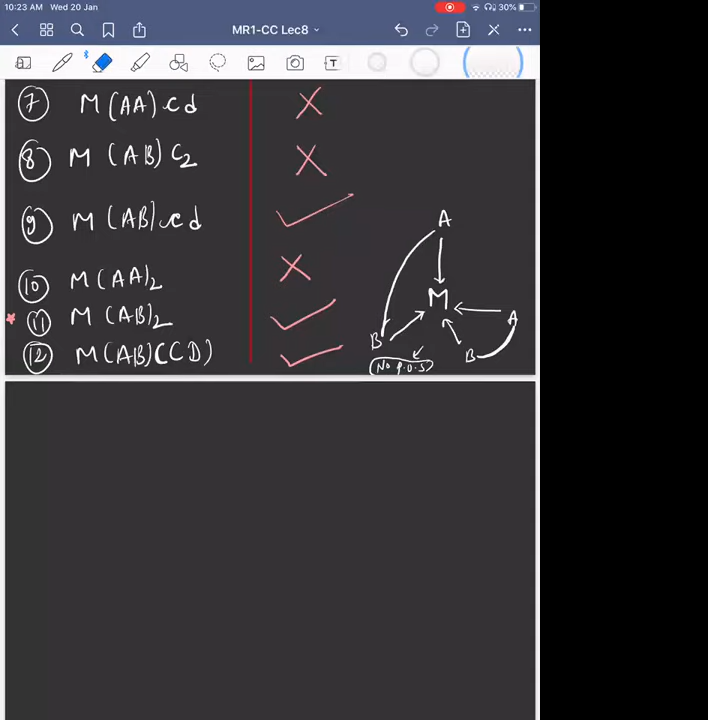 10:23 AM Wed 20 Jan
30%
MR1-CC Lec8
T
7 M(AA)cd ×
8 M (AB) C2 ×
9 M (AB)cd ✓
10 M(AA)2 ×
* 11 M (AB)2 ✓
12 M(AB)(CD) ✓
A
M
A
B
B
(No P.O.S)